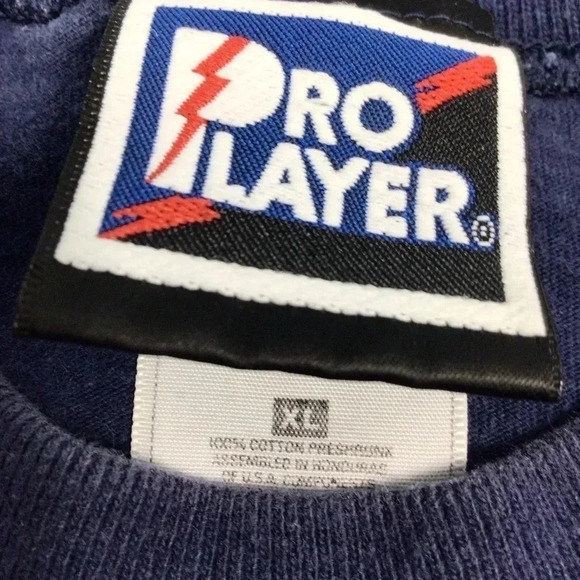 PRO
PLAYER®
XL
100% COTTON PRESHRUNK
ASSEMBLED IN HONDURAS
OF U.S.A. COMPONENTS